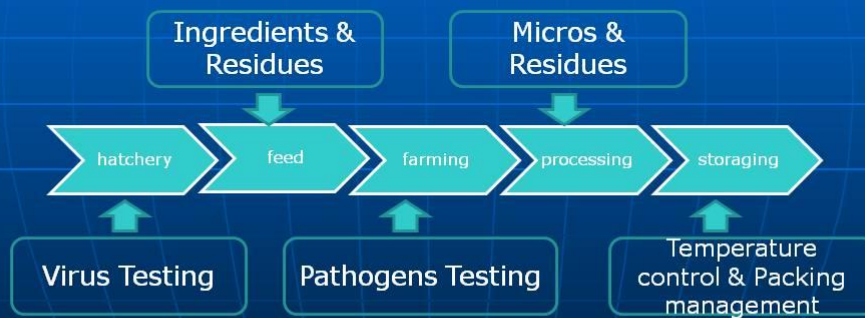 Ingredients &
Residues
Micros &
Residues
hatchery
feed
farming
processing
storaging
Virus Testing
Pathogens Testing
Temperature
control & Packing
management